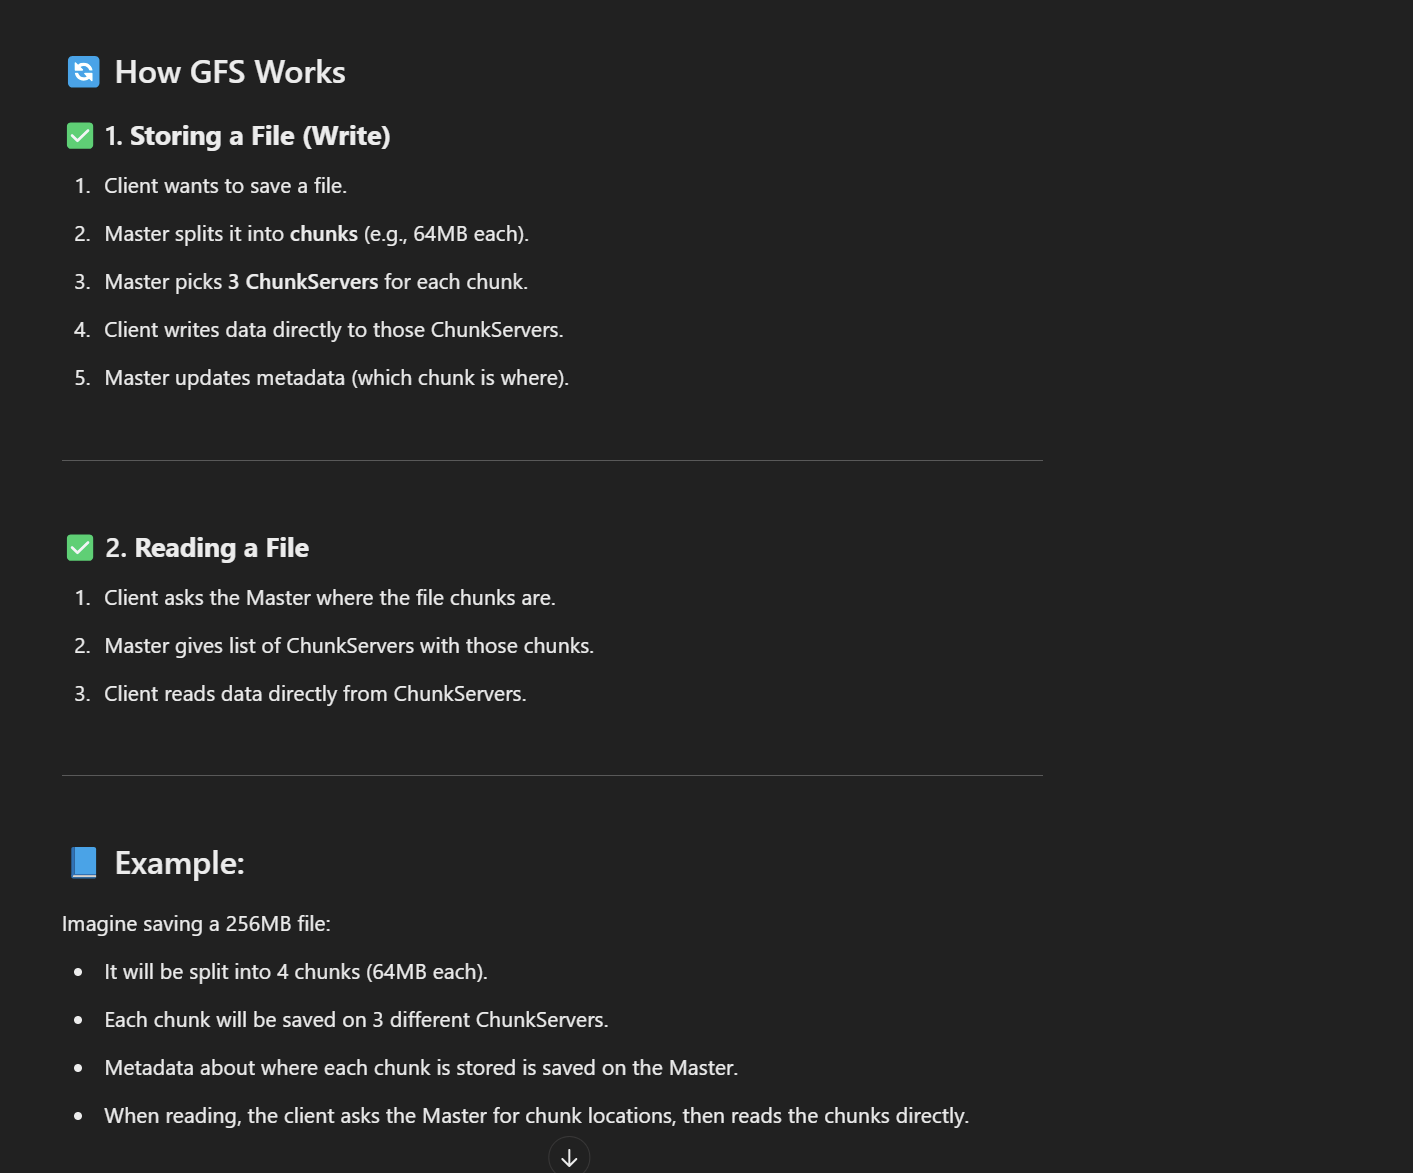 How GFS Works
1. Storing a File (Write)
1. Client wants to save a file.
2. Master splits it into chunks (e.g., 64MB each).
3. Master picks 3 ChunkServers for each chunk.
4. Client writes data directly to those ChunkServers.
5. Master updates metadata (which chunk is where).
2. Reading a File
1. Client asks the Master where the file chunks are.
2. Master gives list of ChunkServers with those chunks.
3. Client reads data directly from ChunkServers.
Example:
Imagine saving a 256MB file:
• It will be split into 4 chunks (64MB each).
• Each chunk will be saved on 3 different ChunkServers.
• Metadata about where each chunk is stored is saved on the Master.
• When reading, the client asks the Master for chunk locations, then reads the chunks directly.